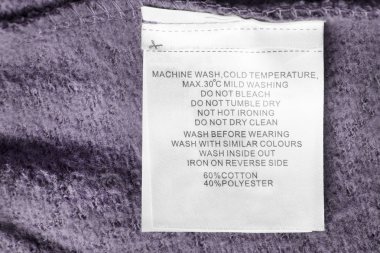 MACHINE WASH,COLD TEMPERATURE,
MAX.30°C MILD WASHING
DO NOT BLEACH
DO NOT TUMBLE DRY
NOT HOT IRONING
DO NOT DRY CLEAN
WASH BEFORE WEARING
WASH WITH SIMILAR COLOURS
WASH INSIDE OUT
IRON ON REVERSE SIDE
60%COTTON
40%POLYESTER